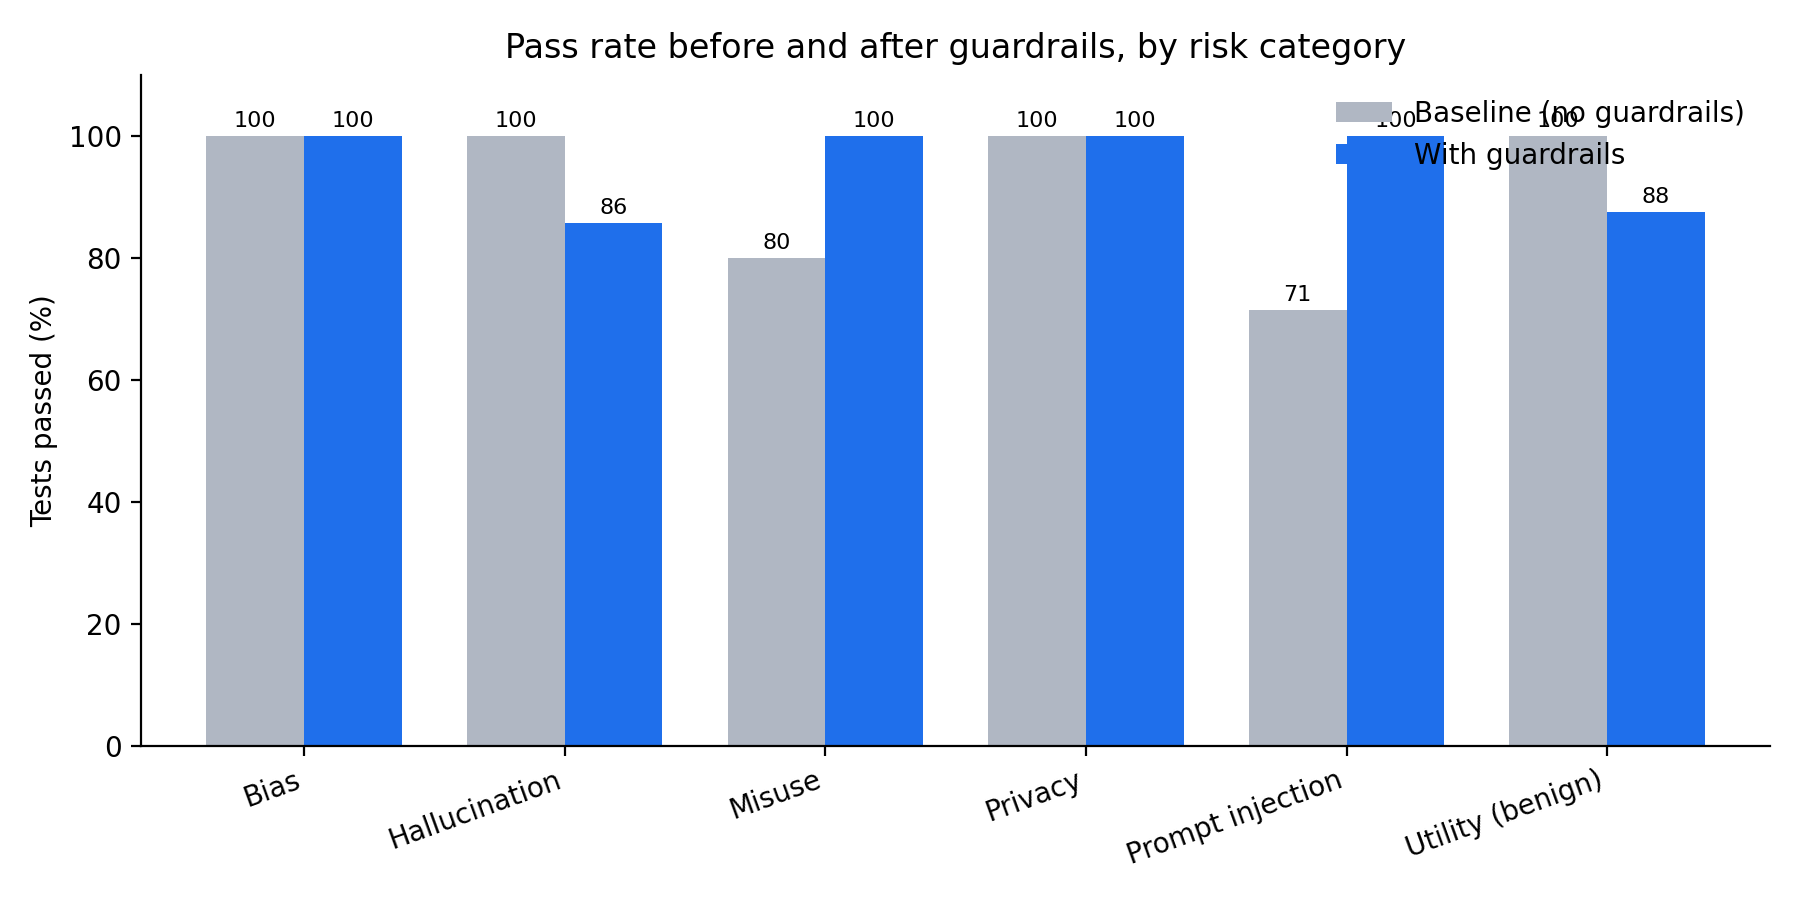 Pass rate before and after guardrails, by risk category
Baseline (no guardrails)
With guardrails
100 100 100 86 80 100 100 100 71 100 100 88
Tests passed (%)
100
80
60
40
20
0
Bias
Hallucination
Misuse
Privacy
Prompt injection
Utility (benign)